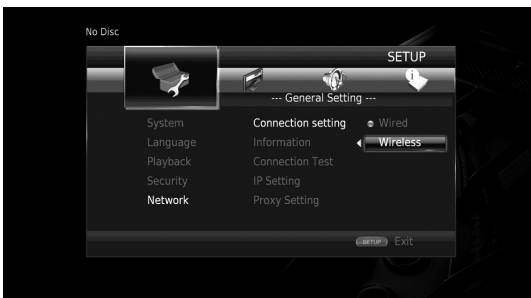 No Disc
SETUP
--- General Setting ---
System
Connection setting
Wired
Language
Information
Wireless
Playback
Connection Test
Security
IP Setting
Network
Proxy Setting
SETUP
Exit